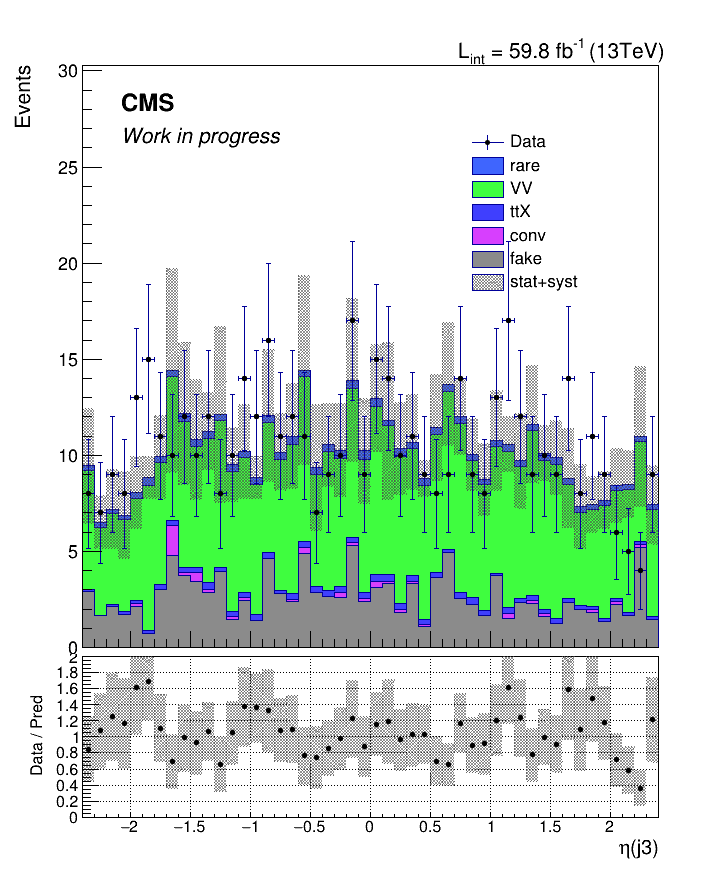 L_int = 59.8 fb^-1 (13TeV)
Events
30
25
20
15
10
5
0
CMS
Work in progress
Data
rare
VV
ttX
conv
fake
stat+syst
Data / Pred
2
1.8
1.6
1.4
1.2
1
0.8
0.6
0.4
0.2
0
−2 −1.5 −1 −0.5 0 0.5 1 1.5 2
η(j3)